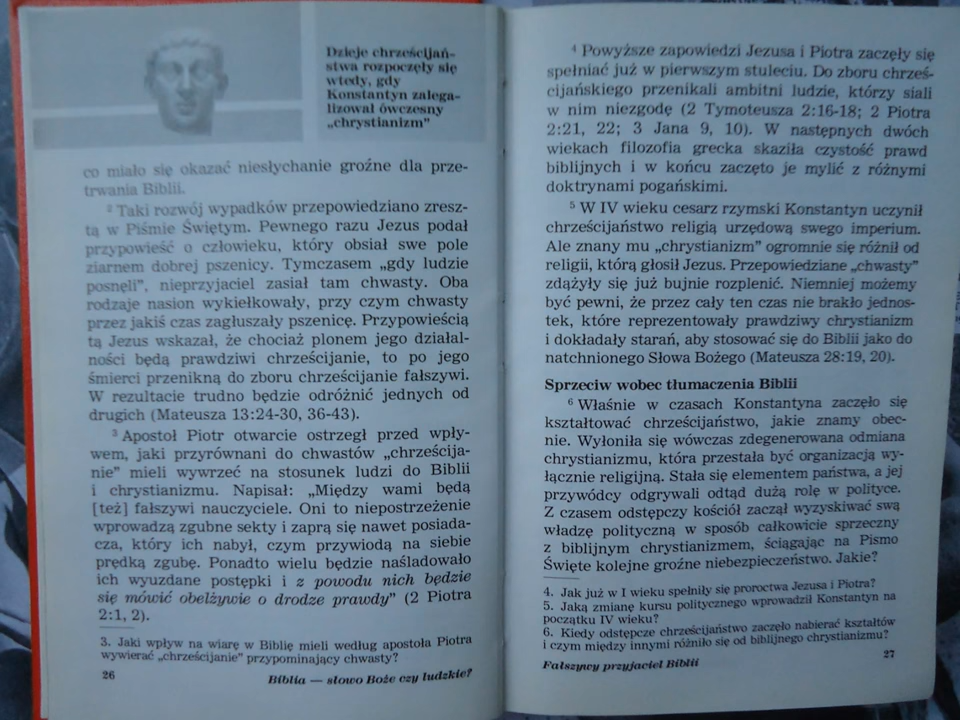 Dzieje chrześcijań-
stwa rozpoczęły się
wtedy, gdy
Konstantyn zalega-
lizował ówczesny
„chrystianizm”
co miało się okazać niesłychanie groźne dla prze-
trwania Biblii.
2 Taki rozwój wypadków przepowiedziano zresz-
tą w Piśmie Świętym. Pewnego razu Jezus podał
przypowieść o człowieku, który obsiał swe pole
ziarnem dobrej pszenicy. Tymczasem „gdy ludzie
posnęli”, nieprzyjaciel zasiał tam chwasty. Oba
rodzaje nasion wykiełkowały, przy czym chwasty
przez jakiś czas zagłuszały pszenicę. Przypowieścią
tą Jezus wskazał, że chociaż plonem jego działal-
ności będą prawdziwi chrześcijanie, to po jego
śmierci przenikną do zboru chrześcijanie fałszywi.
W rezultacie trudno będzie odróżnić jednych od
drugich (Mateusza 13:24-30, 36-43).
3 Apostoł Piotr otwarcie ostrzegł przed wpły-
wem, jaki przyrównani do chwastów „chrześcija-
nie” mieli wywrzeć na stosunek ludzi do Biblii
i chrystianizmu. Napisał: „Między wami będą
[też] fałszywi nauczyciele. Oni to niepostrzeżenie
wprowadzą zgubne sekty i zaprą się nawet posiada-
cza, który ich nabył, czym przywiodą na siebie
prędką zgubę. Ponadto wielu będzie naśladowało
ich wyuzdane postępki i z powodu nich będzie
się mówić obelżywie o drodze prawdy” (2 Piotra
2:1, 2).
3. Jaki wpływ na wiarę w Biblię mieli według apostoła Piotra
wywierać „chrześcijanie” przypominający chwasty?
26 Biblia — słowo Boże czy ludzkie?
4 Powyższe zapowiedzi Jezusa i Piotra zaczęły się
spełniać już w pierwszym stuleciu. Do zboru chrześ-
cijańskiego przenikali ambitni ludzie, którzy siali
w nim niezgodę (2 Tymoteusza 2:16-18; 2 Piotra
2:21, 22; 3 Jana 9, 10). W następnych dwóch
wiekach filozofia grecka skaziła czystość prawd
biblijnych i w końcu zaczęto je mylić z różnymi
doktrynami pogańskimi.
5 W IV wieku cesarz rzymski Konstantyn uczynił
chrześcijaństwo religią urzędową swego imperium.
Ale znany mu „chrystianizm” ogromnie się różnił od
religii, którą głosił Jezus. Przepowiedziane „chwasty”
zdążyły się już bujnie rozplenić. Niemniej możemy
być pewni, że przez cały ten czas nie brakło jednos-
tek, które reprezentowały prawdziwy chrystianizm
i dokładały starań, aby stosować się do Biblii jako do
natchnionego Słowa Bożego (Mateusza 28:19, 20).
Sprzeciw wobec tłumaczenia Biblii
6 Właśnie w czasach Konstantyna zaczęło się
kształtować chrześcijaństwo, jakie znamy obec-
nie. Wyłoniła się wówczas zdegenerowana odmiana
chrystianizmu, która przestała być organizacją wy-
łącznie religijną. Stała się elementem państwa, a jej
przywódcy odgrywali odtąd dużą rolę w polityce.
Z czasem odstępczy kościół zaczął wyzyskiwać swą
władzę polityczną w sposób całkowicie sprzeczny
z biblijnym chrystianizmem, ściągając na Pismo
Święte kolejne groźne niebezpieczeństwo. Jakie?
4. Jak już w I wieku spełniły się proroctwa Jezusa i Piotra?
5. Jaką zmianę kursu politycznego wprowadził Konstantyn na
początku IV wieku?
6. Kiedy odstępcze chrześcijaństwo zaczęło nabierać kształtów
i czym między innymi różniło się od biblijnego chrystianizmu?
Fałszywy przyjaciel Biblii 27